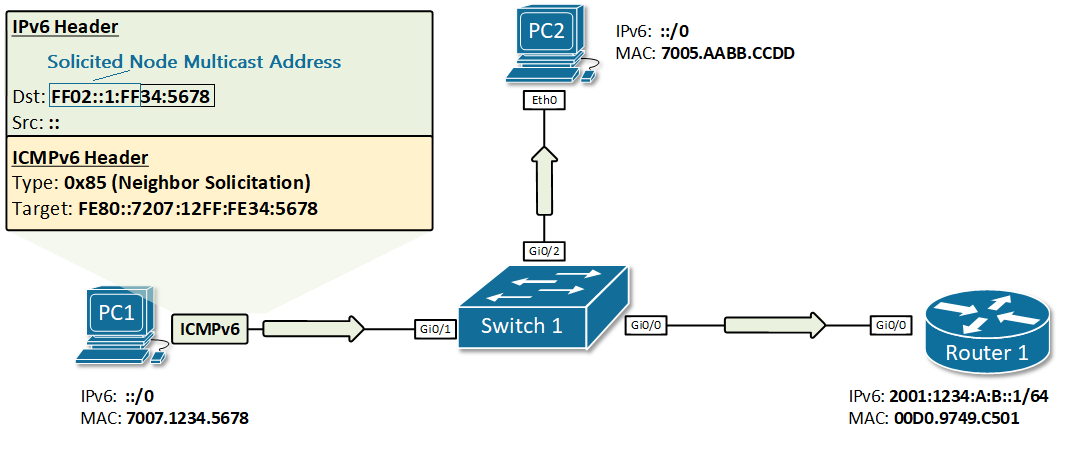 IPv6 Header
Solicited Node Multicast Address
Dst: FF02::1:FF34:5678
Src: ::
ICMPv6 Header
Type: 0x85 (Neighbor Solicitation)
Target: FE80::7207:12FF:FE34:5678
PC2
IPv6: ::/0
MAC: 7005.AABB.CCDD
Eth0
Gi0/2
PC1
ICMPv6
Gi0/1
Switch 1
Gi0/0
Gi0/0
Router 1
IPv6: ::/0
MAC: 7007.1234.5678
IPv6: 2001:1234:A:B::1/64
MAC: 00D0.9749.C501